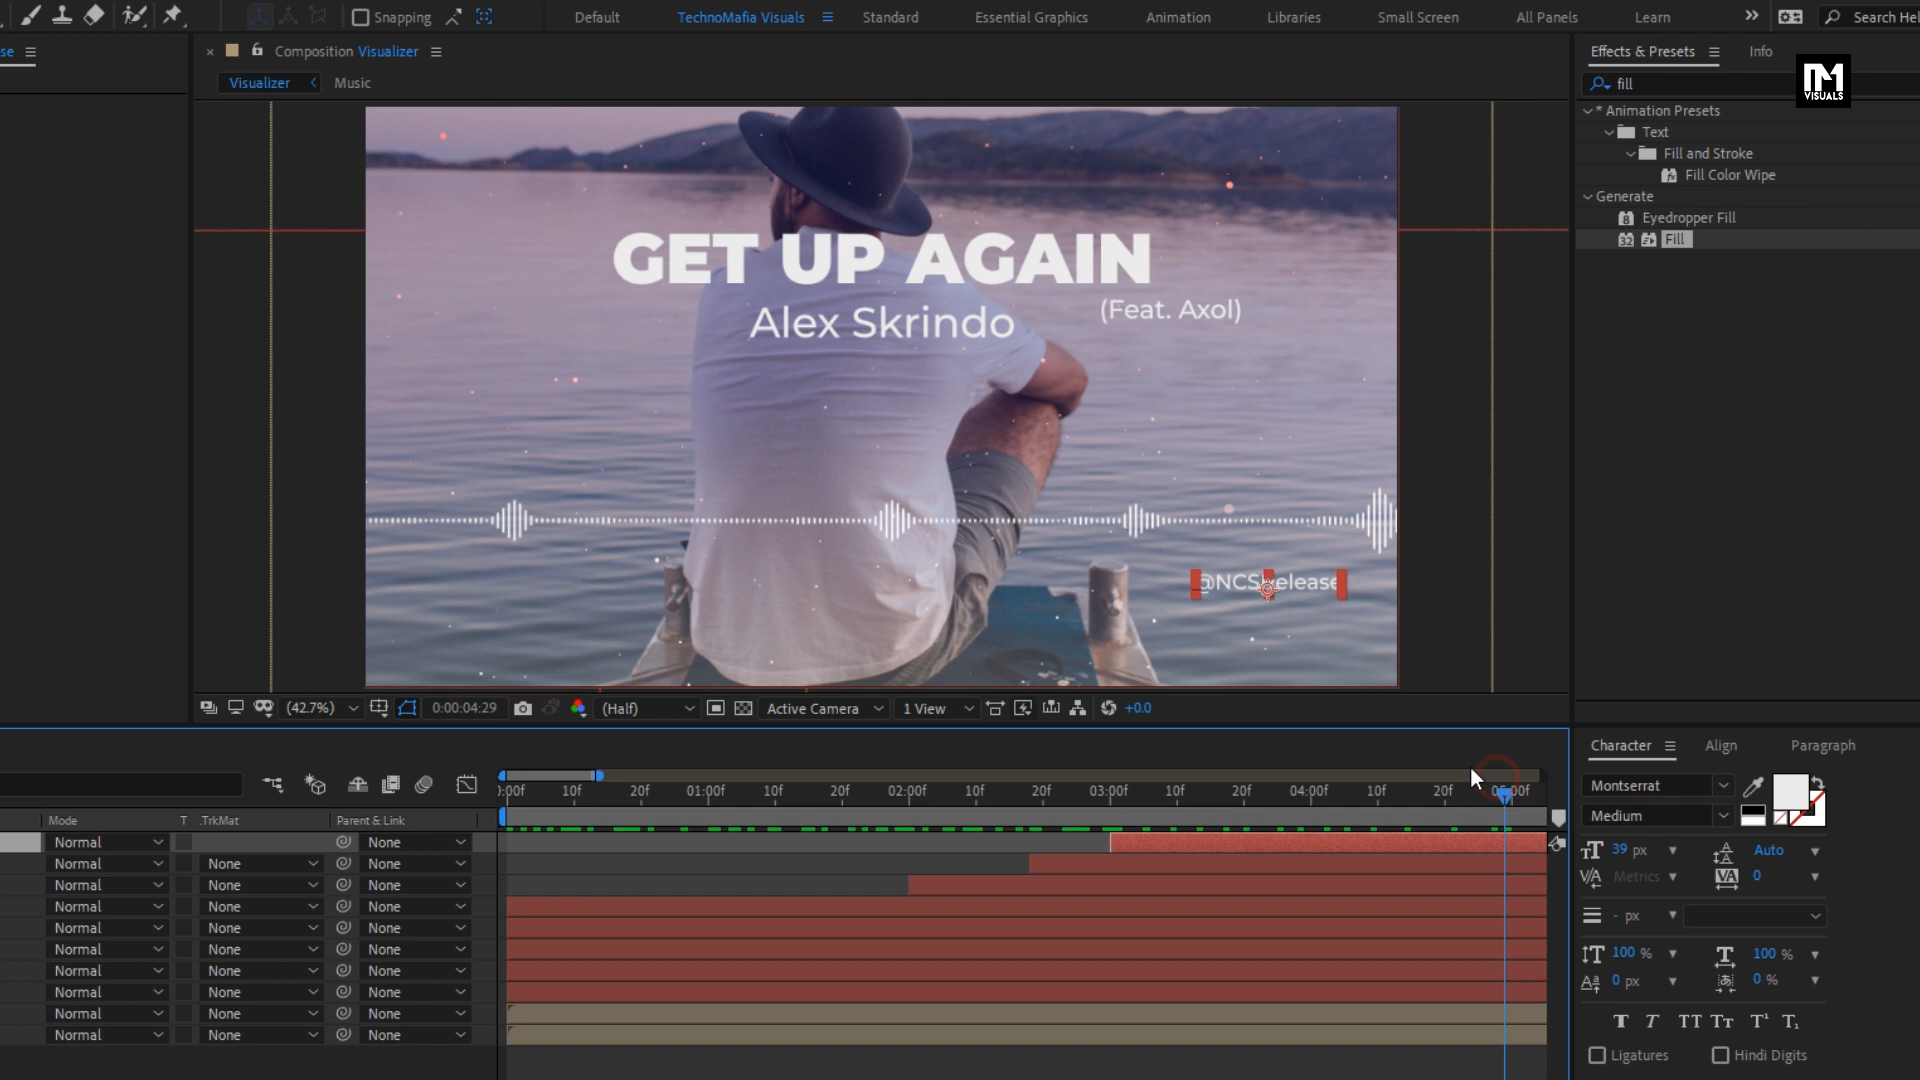 Snapping
Default
TechnoMafia Visuals
Standard
Essential Graphics
Animation
Libraries
Small Screen
All Panels
Learn
Search Hel
se
Composition Visualizer
Effects & Presets
Info
Visualizer
Music
fill
VISUALS
* Animation Presets
Text
Fill and Stroke
Fill Color Wipe
Generate
Eyedropper Fill
Fill
GET UP AGAIN
Alex Skrindo
(Feat. Axol)
(42.7%)
0:00:04:29
(Half)
Active Camera
1 View
+0.0
Character
Align
Paragraph
:00f 10f 20f 01:00f 10f 20f 02:00f 10f 20f 03:00f 10f 20f 04:00f 10f 20f
Montserrat
Medium
Mode T .TrkMat Parent & Link
Normal None
Normal None None
Normal None None
Normal None None
Normal None None
Normal None None
Normal None None
Normal None None
Normal None None
Normal None None
39 px
Auto
Metrics
0
- px
100 %
100 %
0 px
0 %
T T TT Tt T¹ T₁
Ligatures
Hindi Digits